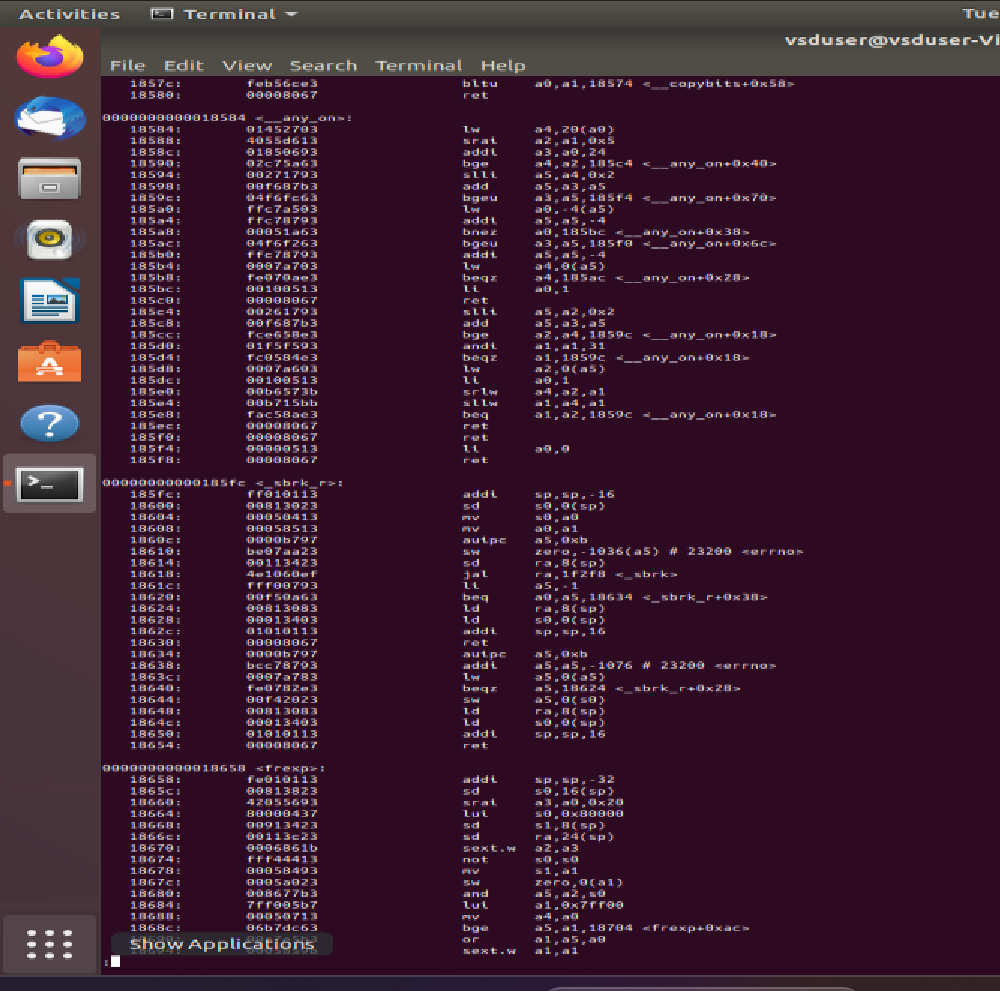 Activities Terminal Tue
vsduser@vsduser-Vi
File Edit View Search Terminal Help
1857c: feb56ce3 bltu a0,a1,18574 <__copybits+0x58>
18580: 00008067 ret
0000000000018584 <__any_on>:
18584: 01452703 lw a4,20(a0)
18588: 4055d613 srai a2,a1,0x5
1858c: 01850693 addi a3,a0,24
18590: 02c75a63 bge a4,a2,185c4 <__any_on+0x40>
18594: 00271793 slli a5,a4,0x2
18598: 00f687b3 add a5,a3,a5
1859c: 04f6fc63 bgeu a3,a5,185f4 <__any_on+0x70>
185a0: ffc7a503 lw a0,-4(a5)
185a4: ffc78793 addi a5,a5,-4
185a8: 00051a63 bnez a0,185bc <__any_on+0x38>
185ac: 04f6f263 bgeu a3,a5,185f0 <__any_on+0x6c>
185b0: ffc78793 addi a5,a5,-4
185b4: 0007a703 lw a4,0(a5)
185b8: fe070ae3 beqz a4,185ac <__any_on+0x28>
185bc: 00100513 li a0,1
185c0: 00008067 ret
185c4: 00261793 slli a5,a2,0x2
185c8: 00f687b3 add a5,a3,a5
185cc: fce658e3 bge a2,a4,1859c <__any_on+0x18>
185d0: 01f5f593 andi a1,a1,31
185d4: fc0584e3 beqz a1,1859c <__any_on+0x18>
185d8: 0007a603 lw a2,0(a5)
185dc: 00100513 li a0,1
185e0: 00b6573b srlw a4,a2,a1
185e4: 00b715bb sllw a1,a4,a1
185e8: fac58ae3 beq a1,a2,1859c <__any_on+0x18>
185ec: 00008067 ret
185f0: 00008067 ret
185f4: 00000513 li a0,0
185f8: 00008067 ret
00000000000185fc <_sbrk_r>:
185fc: ff010113 addi sp,sp,-16
18600: 00813023 sd s0,0(sp)
18604: 00050413 mv s0,a0
18608: 00058513 mv a0,a1
1860c: 0000b797 auipc a5,0xb
18610: be07aa23 sw zero,-1036(a5) # 23200 <errno>
18614: 00113423 sd ra,8(sp)
18618: 4e1060ef jal ra,1f2f8 <_sbrk>
1861c: fff00793 li a5,-1
18620: 00f50a63 beq a0,a5,18634 <_sbrk_r+0x38>
18624: 00813083 ld ra,8(sp)
18628: 00013403 ld s0,0(sp)
1862c: 01010113 addi sp,sp,16
18630: 00008067 ret
18634: 0000b797 auipc a5,0xb
18638: bcc78793 addi a5,a5,-1076 # 23200 <errno>
1863c: 0007a783 lw a5,0(a5)
18640: fe0782e3 beqz a5,18624 <_sbrk_r+0x28>
18644: 00f42023 sw a5,0(s0)
18648: 00813083 ld ra,8(sp)
1864c: 00013403 ld s0,0(sp)
18650: 01010113 addi sp,sp,16
18654: 00008067 ret
0000000000018658 <frexp>:
18658: fe010113 addi sp,sp,-32
1865c: 00813823 sd s0,16(sp)
18660: 42055693 srai a3,a0,0x20
18664: 80000437 lui s0,0x80000
18668: 00913423 sd s1,8(sp)
1866c: 00113c23 sd ra,24(sp)
18670: 0006861b sext.w a2,a3
18674: fff44413 not s0,s0
18678: 00058493 mv s1,a1
1867c: 0005a023 sw zero,0(a1)
18680: 008677b3 and a5,a2,s0
18684: 7ff005b7 lui a1,0x7ff00
18688: 00050713 mv a4,a0
1868c: 06b7dc63 bge a5,a1,18704 <frexp+0xac>
or a1,a5,a0
sext.w a1,a1
Show Applications
: